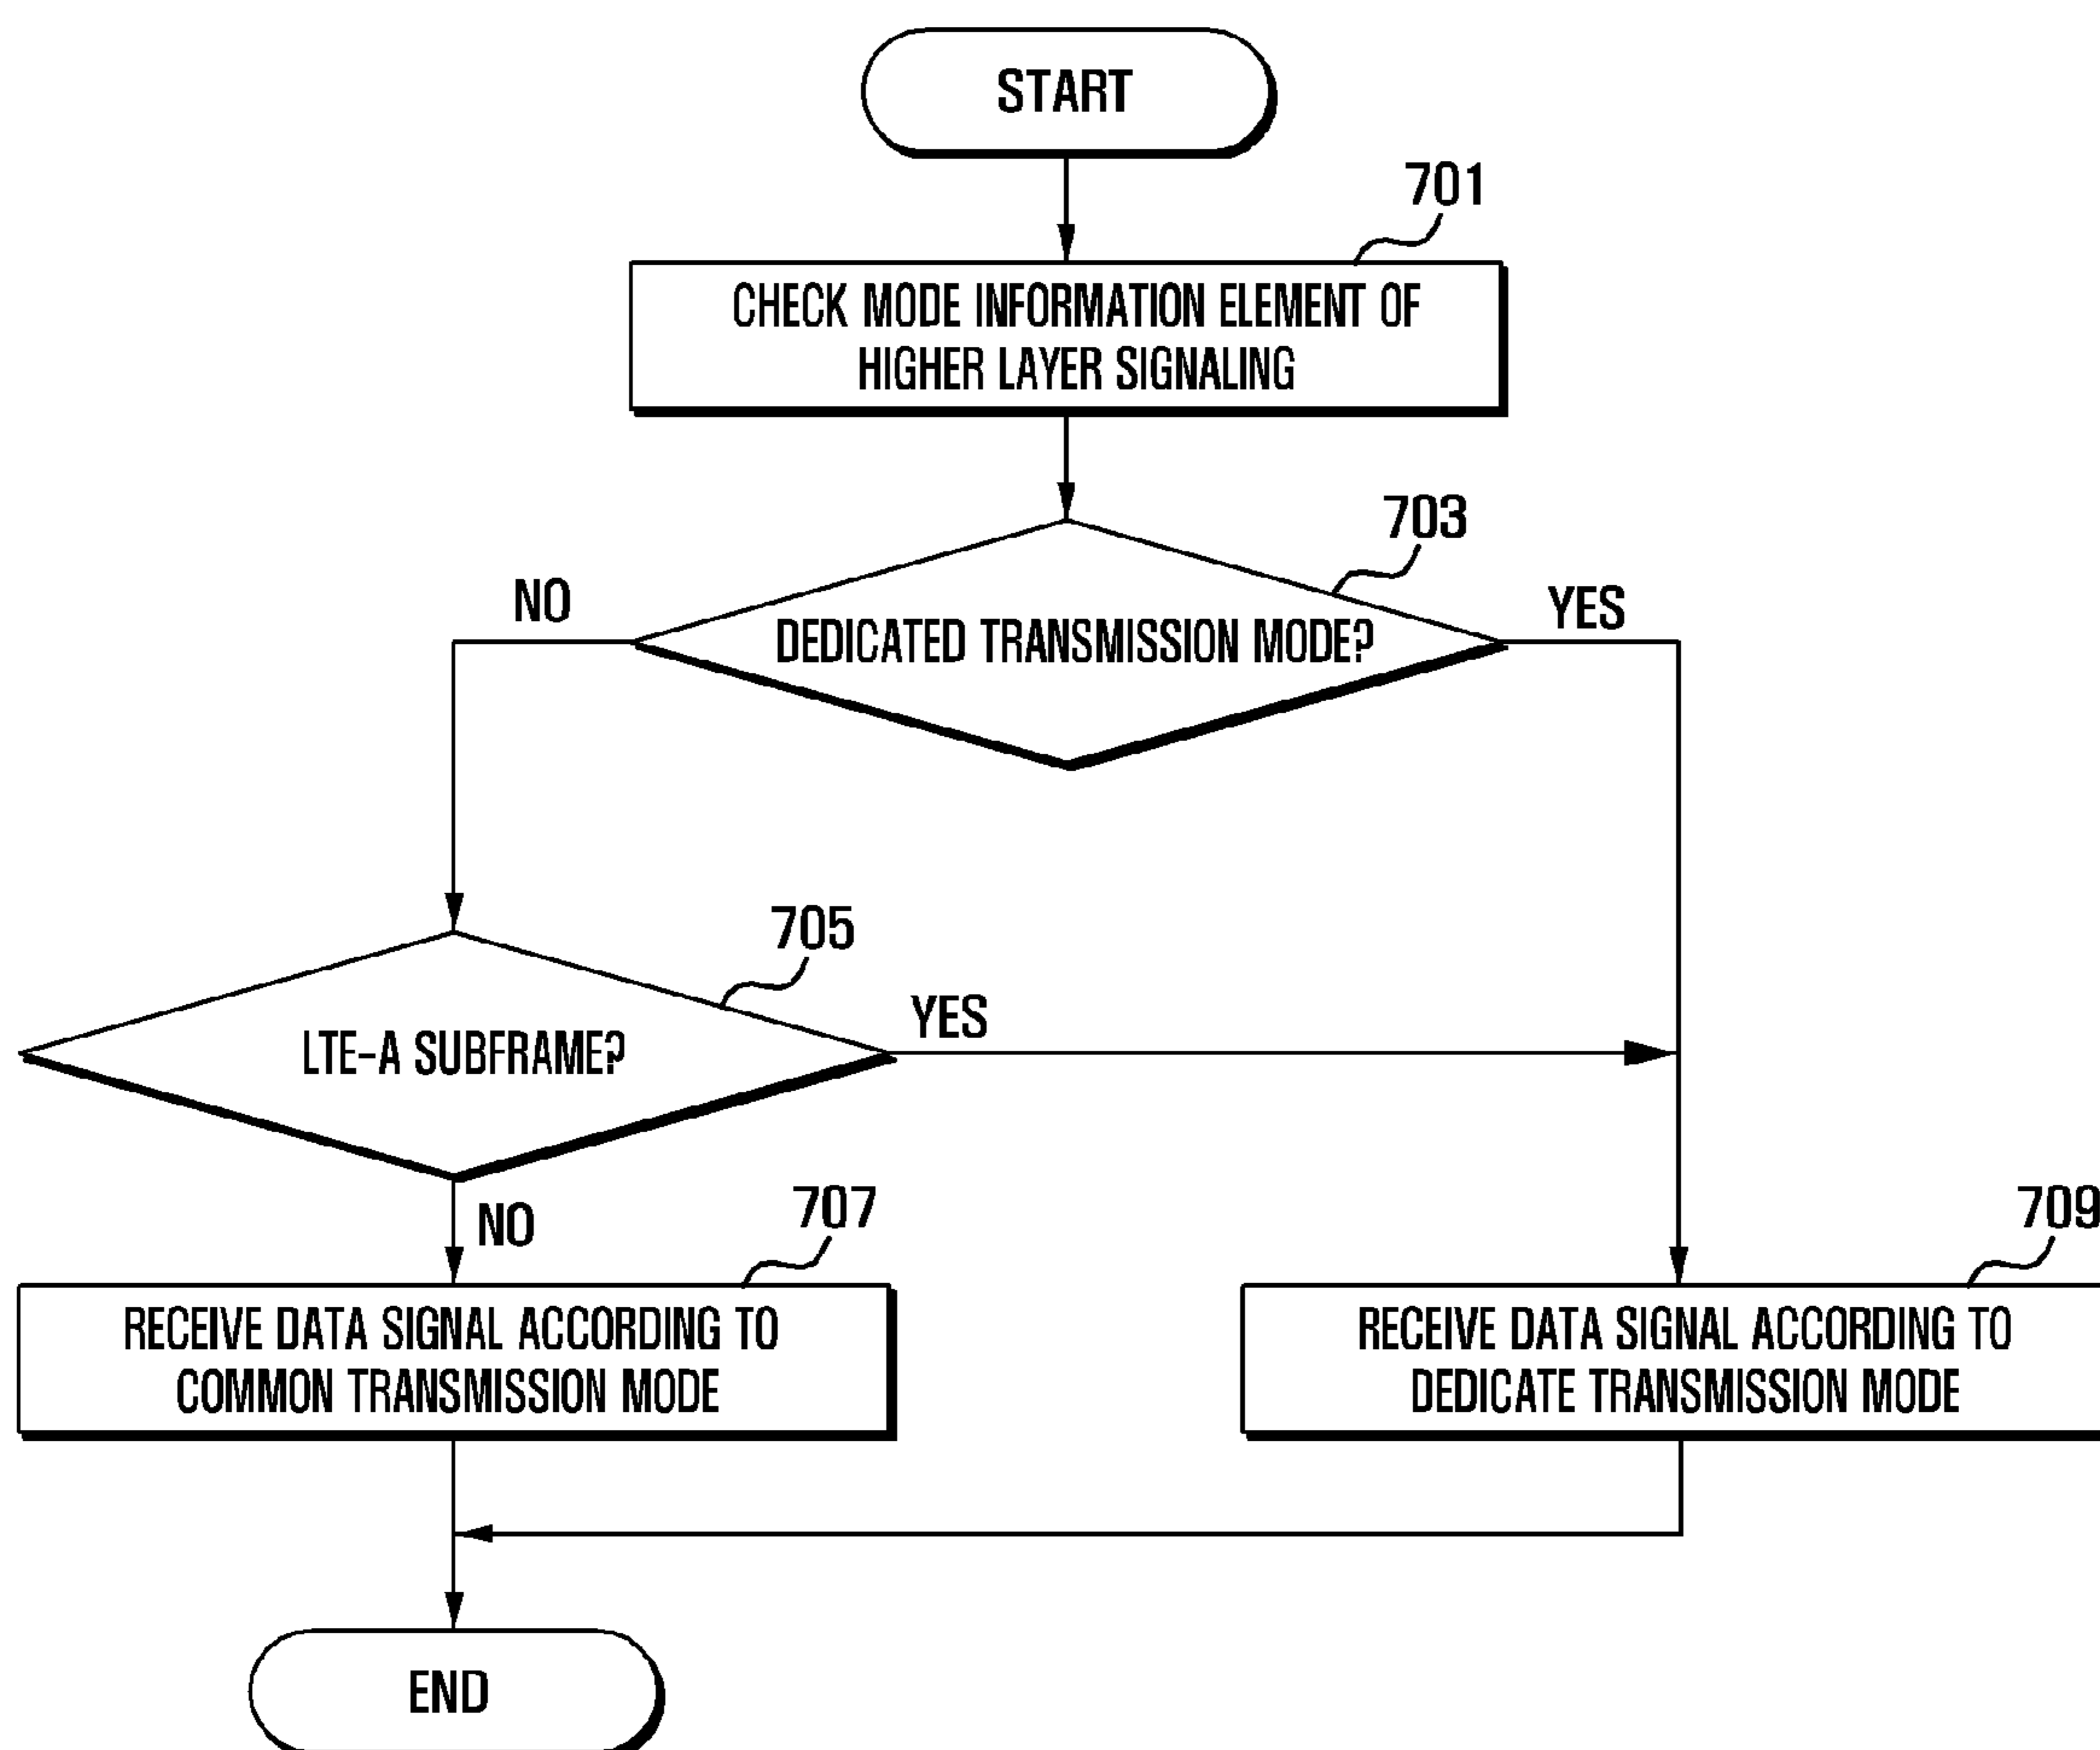 START
701
CHECK MODE INFORMATION ELEMENT OF
HIGHER LAYER SIGNALING
703
NO
YES
DEDICATED TRANSMISSION MODE?
705
YES
LTE-A SUBFRAME?
NO
707
709
RECEIVE DATA SIGNAL ACCORDING TO
COMMON TRANSMISSION MODE
RECEIVE DATA SIGNAL ACCORDING TO
DEDICATE TRANSMISSION MODE
END